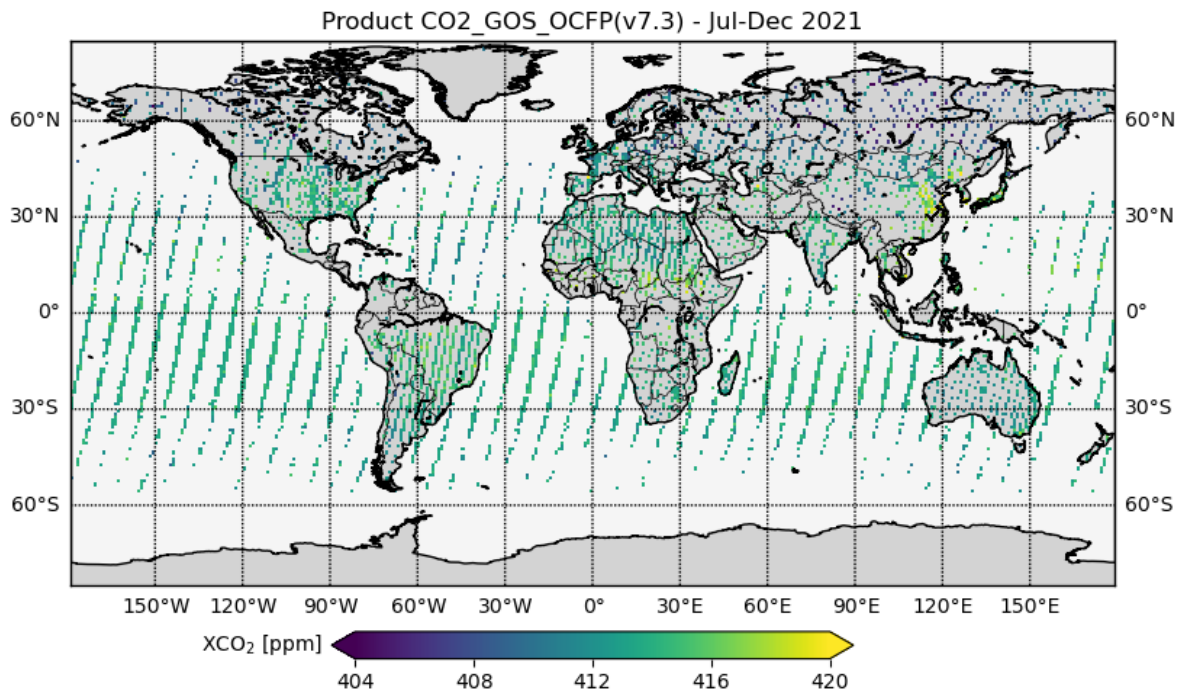 Product CO2_GOS_OCFP(v7.3) - Jul-Dec 2021
60°N 60°N
30°N 30°N
0° 0°
30°S 30°S
60°S 60°S
150°W 120°W 90°W 60°W 30°W 0° 30°E 60°E 90°E 120°E 150°E
XCO₂ [ppm]
404 408 412 416 420